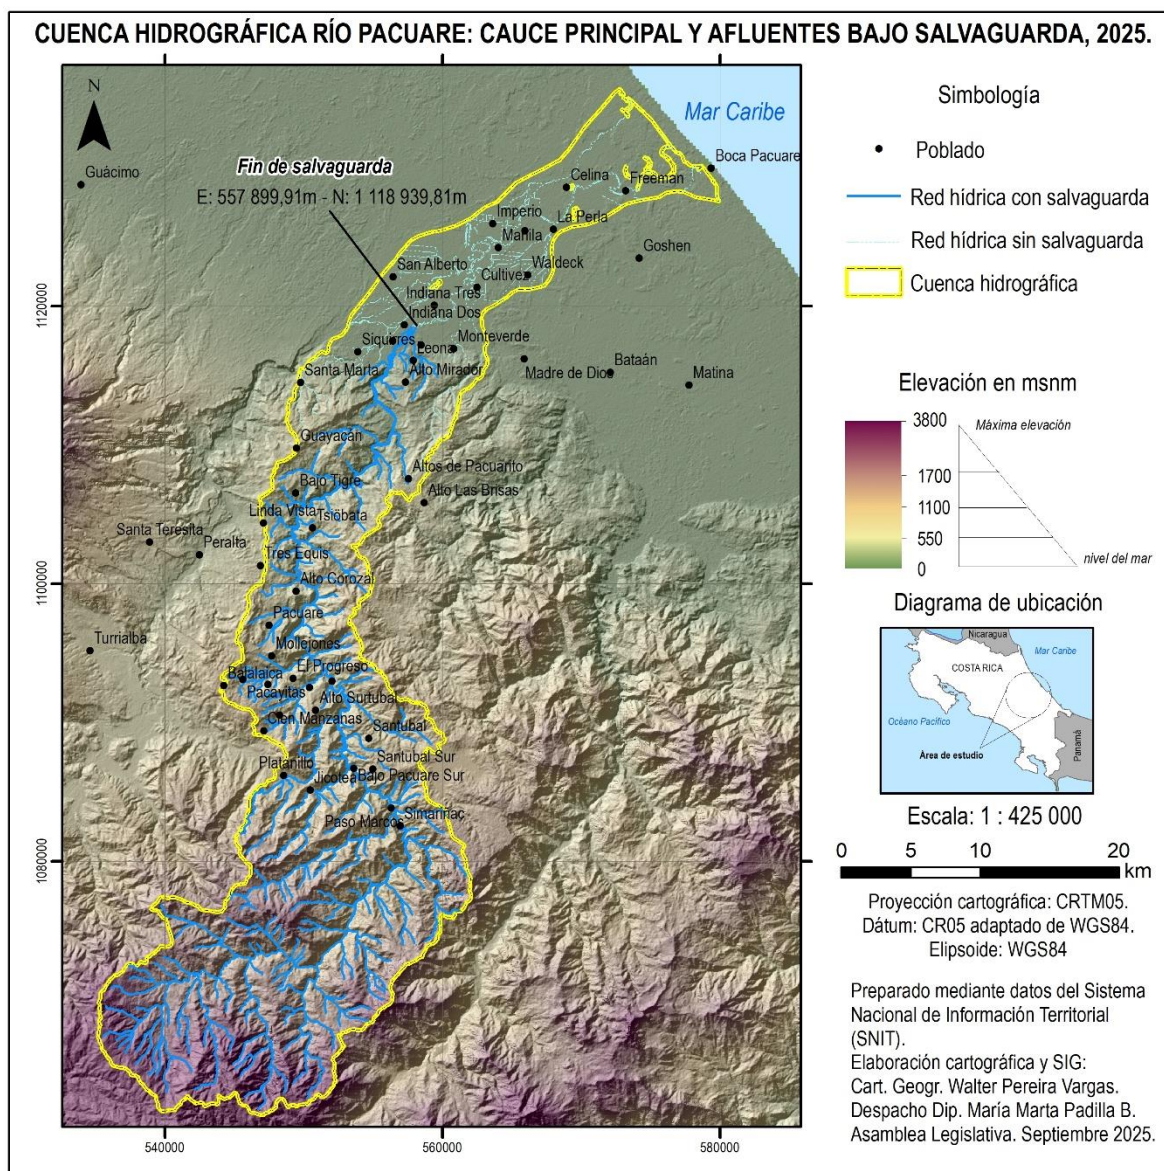 CUENCA HIDROGRÁFICA RÍO PACUARE: CAUCE PRINCIPAL Y AFLUENTES BAJO SALVAGUARDA, 2025.
N
Mar Caribe
Guácimo
Boca Pacuare
Fin de salvaguarda
E: 557 899,91m - N: 1 118 939,81m
Celina
Freeman
Imperio
La Perla
Manila
Goshen
San Alberto
Cultivez
Waldeck
Indiana Tres
Indiana Dos
Siquirres
Leona
Monteverde
Santa Marta
Alto Mirador
Madre de Dios
Bataán
Matina
Guayacán
Altos de Pacuarito
Bajo Tigre
Alto Las Brisas
Linda Vista
Tsiobata
Santa Teresita
Peralta
Tres Equis
Alto Corozal
Pacuare
Turrialba
Mollejones
El Progreso
Balalaica
Pacayitas
Alto Surtubal
Cien Manzanas
Santubal
Platanillo
Santubal Sur
Jicotea
Bajo Pacuare Sur
Paso Marcos
Simariñac
1120000
1100000
1080000
540000
560000
580000
Simbología
Poblado
Red hídrica con salvaguarda
Red hídrica sin salvaguarda
Cuenca hidrográfica
Elevación en msnm
3800
1700
1100
550
0
Máxima elevación
nivel del mar
Diagrama de ubicación
Nicaragua
Mar Caribe
COSTA RICA
Océano Pacífico
Área de estudio
Panamá
Escala: 1 : 425 000
0 5 10 20
km
Proyección cartográfica: CRTM05.
Dátum: CR05 adaptado de WGS84.
Elipsoide: WGS84
Preparado mediante datos del Sistema
Nacional de Información Territorial
(SNIT).
Elaboración cartográfica y SIG:
Cart. Geogr. Walter Pereira Vargas.
Despacho Dip. María Marta Padilla B.
Asamblea Legislativa. Septiembre 2025.